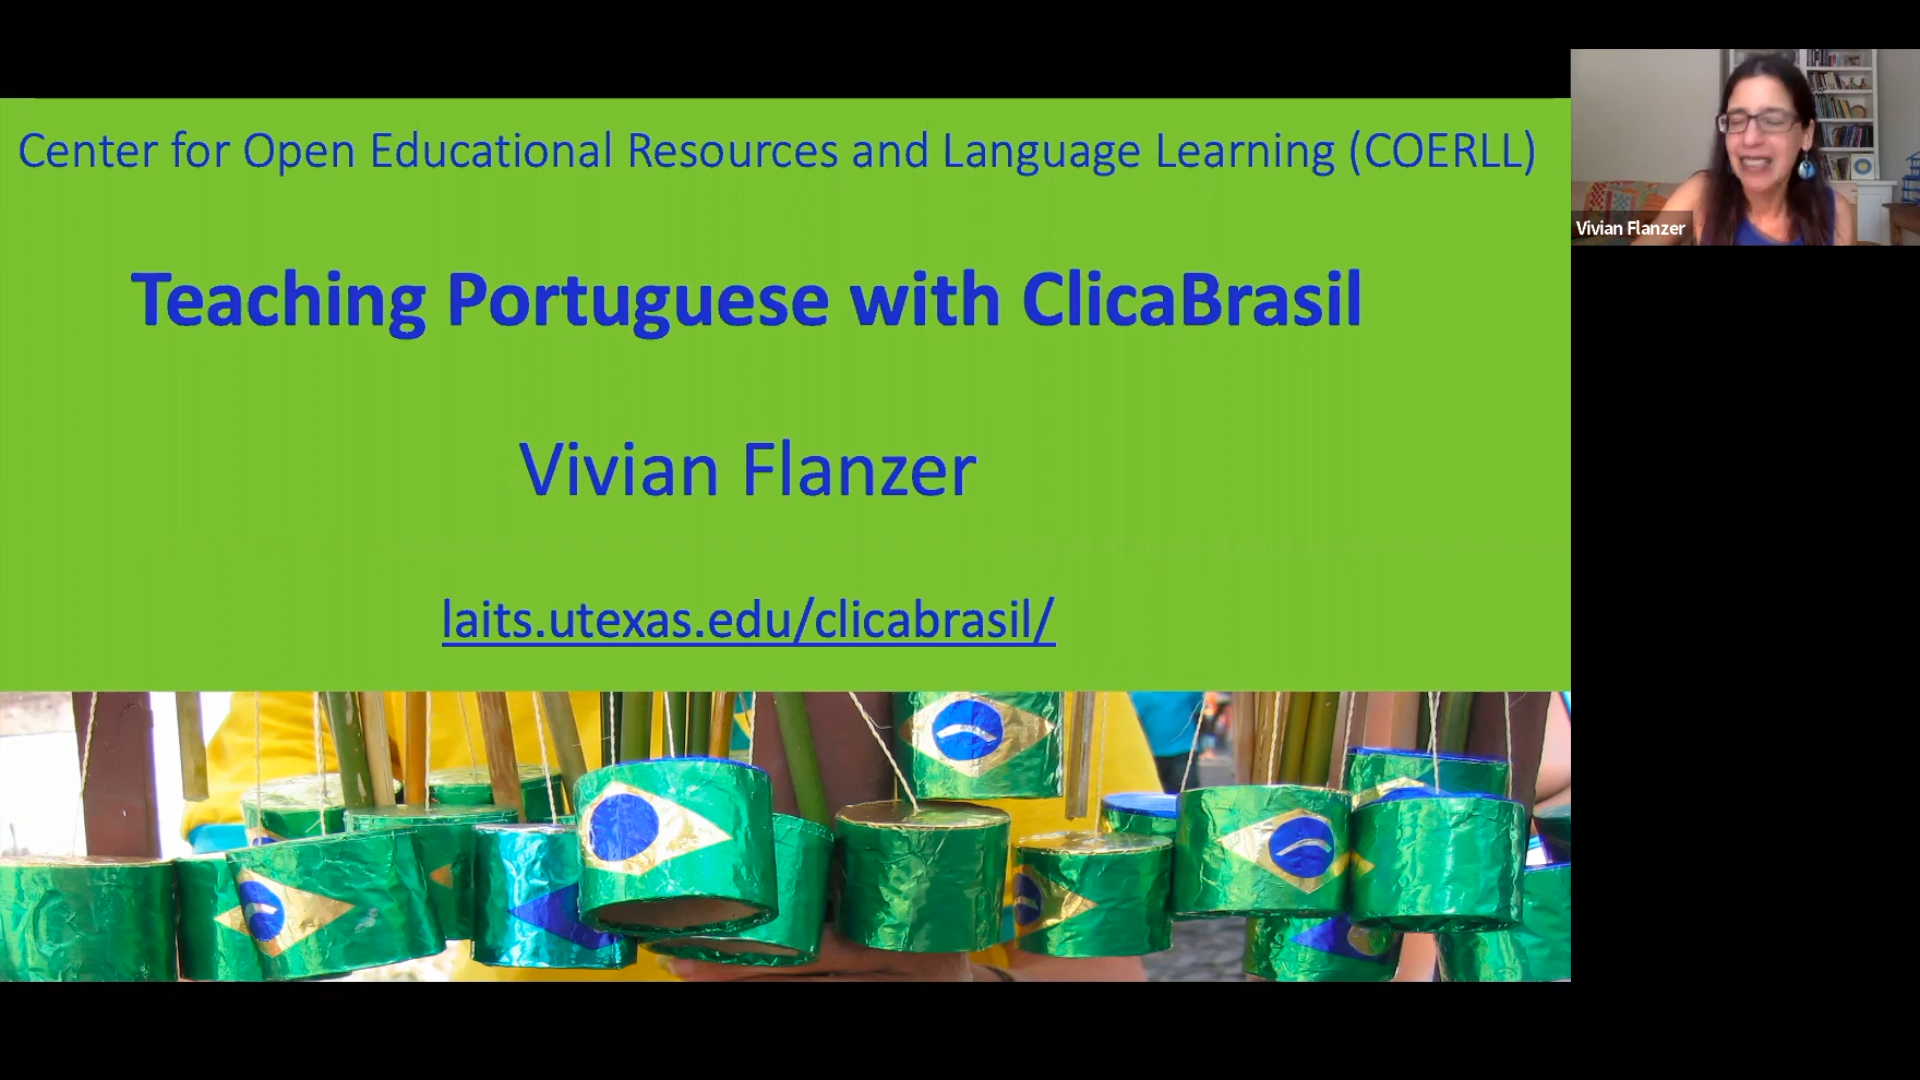 Center for Open Educational Resources and Language Learning (COERLL)
Teaching Portuguese with ClicaBrasil
Vivian Flanzer
laits.utexas.edu/clicabrasil/
Vivian Flanzer